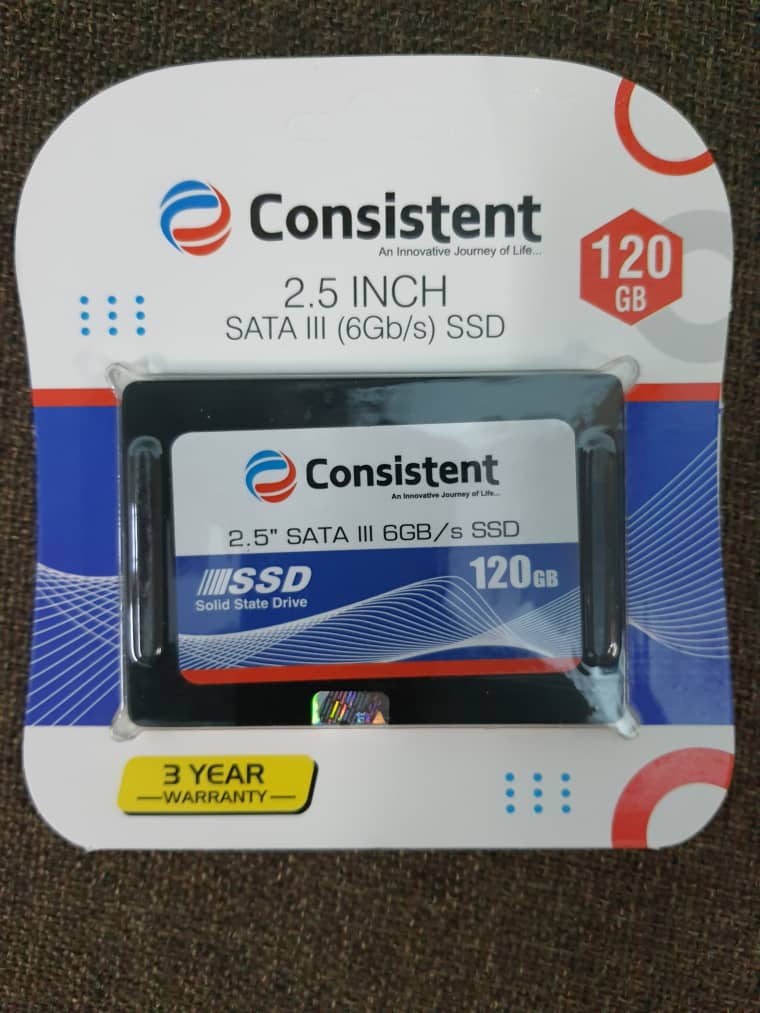 Consistent
An Innovative Journey of Life...
120
GB
2.5 INCH
SATA III (6Gb/s) SSD
Consistent
An Innovative Journey of Life...
2.5" SATA III 6GB/s SSD
SSD
Solid State Drive
120GB
3 YEAR
WARRANTY